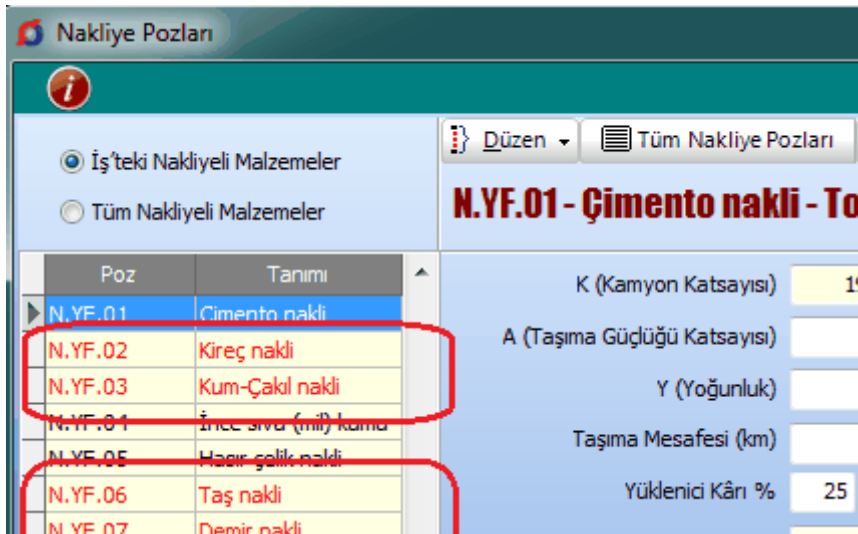 Nakliye Pozları
İş'teki Nakliyeli Malzemeler
Tüm Nakliyeli Malzemeler
Düzen
Tüm Nakliye Pozları
N.YF.01 - Çimento nakli - To
Poz Tanımı
N.YF.01 Çimento nakli
N.YF.02 Kireç nakli
N.YF.03 Kum-Çakıl nakli
N.YF.04 İnce sıva (mil) kumu
N.YF.05 Hasır çelik nakli
N.YF.06 Taş nakli
N.YF.07 Demir nakli
K (Kamyon Katsayısı) 19
A (Taşıma Güçlüğü Katsayısı)
Y (Yoğunluk)
Taşıma Mesafesi (km)
Yüklenici Kârı % 25